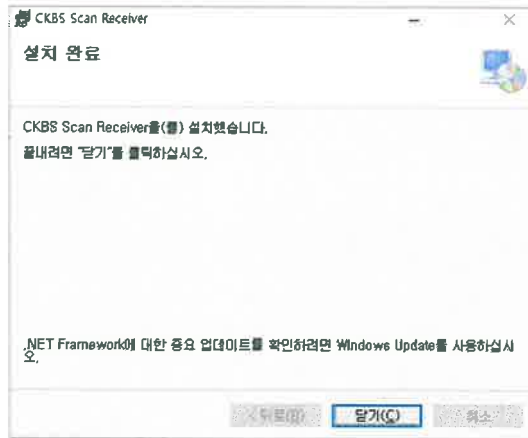 CKBS Scan Receiver
설치 완료
CKBS Scan Receiver을(를) 설치했습니다.
끝내려면 "닫기"를 클릭하십시오.
.NET Framework에 대한 중요 업데이트를 확인하려면 Windows Update를 사용하십시
오.
< 뒤로(B) 닫기(C) 취소